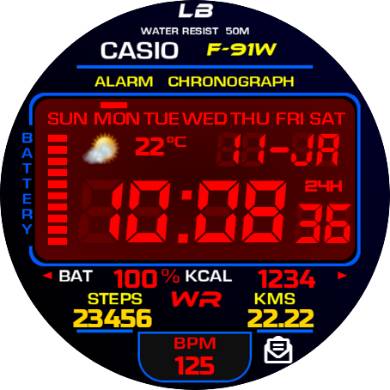 LB
WATER RESIST 50M
CASIO F-91W
ALARM CHRONOGRAPH
SUN MON TUE WED THU FRI SAT
BATTERY
22°C 11-JA
24H
10:08 36
BAT 100% KCAL 1234
STEPS WR KMS
23456 22.22
BPM
125